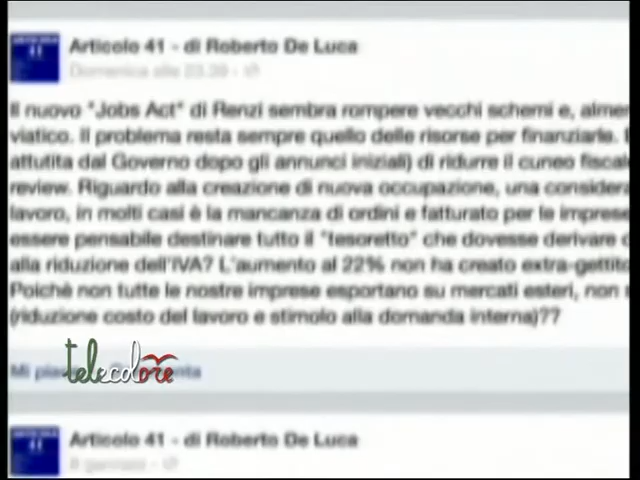 Articolo 41 - di Roberto De Luca
Domenica alle 23.39
Il nuovo "Jobs Act" di Renzi sembra rompere vecchi schemi e, almen
viatico. Il problema resta sempre quello delle risorse per finanziarle.
attutita dal Governo dopo gli annunci iniziali) di ridurre il cuneo fiscale
review. Riguardo alla creazione di nuova occupazione, una considera
lavoro, in molti casi è la mancanza di ordini e fatturato per le imprese
essere pensabile destinare tutto il "tesoretto" che dovesse derivare
alla riduzione dell'IVA? L'aumento al 22% non ha creato extra-gettito
Poichè non tutte le nostre imprese esportano su mercati esteri, non
(riduzione costo del lavoro e stimolo alla domanda interna)??
Mi
telecolore
Articolo 41 - di Roberto De Luca
8 gennaio